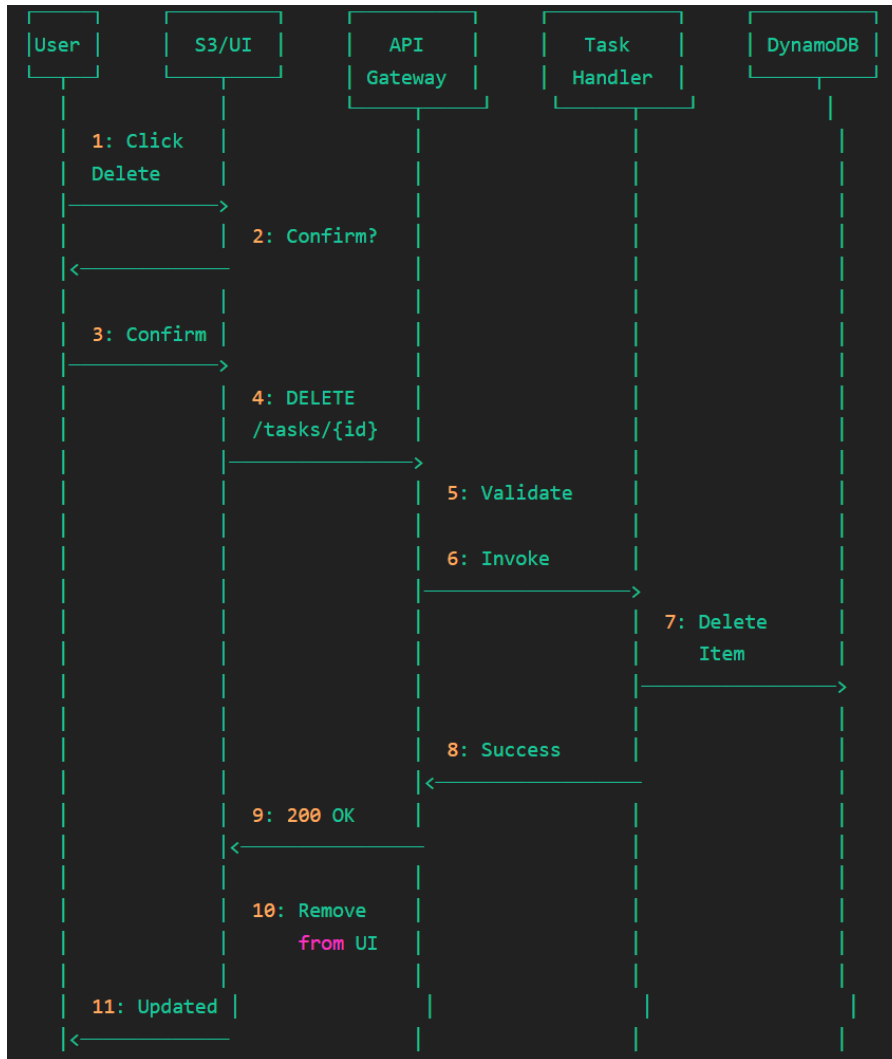 User S3/UI API Task DynamoDB
Gateway Handler
1: Click
Delete
2: Confirm?
3: Confirm
4: DELETE
/tasks/{id}
5: Validate
6: Invoke
7: Delete
Item
8: Success
9: 200 OK
10: Remove
from UI
11: Updated